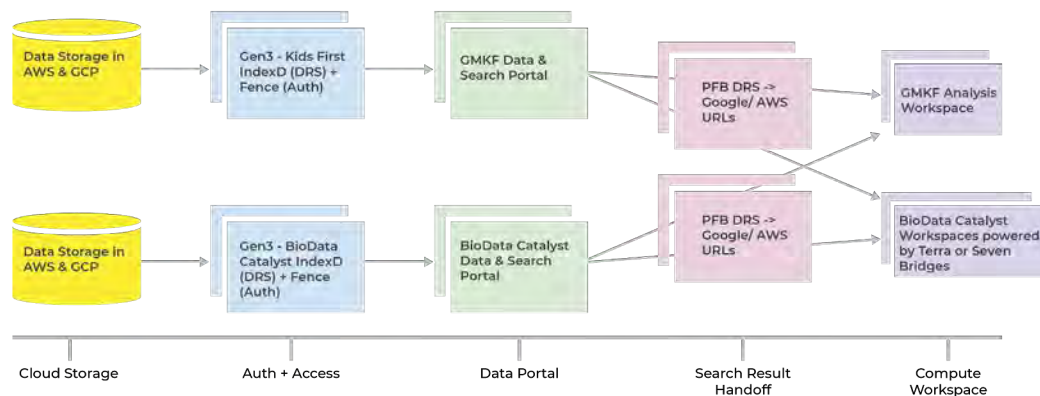 Data Storage in
AWS & GCP
Gen3 - Kids First
IndexD (DRS) +
Fence (Auth)
GMKF Data &
Search Portal
PFB DRS ->
Google/ AWS
URLs
GMKF Analysis
Workspace
Data Storage in
AWS & GCP
Gen3 - BioData
Catalyst IndexD
(DRS) + Fence
(Auth)
BioData Catalyst
Data & Search
Portal
PFB DRS ->
Google/ AWS
URLs
BioData Catalyst
Workspaces powered
by Terra or Seven
Bridges
Cloud Storage
Auth + Access
Data Portal
Search Result
Handoff
Compute
Workspace